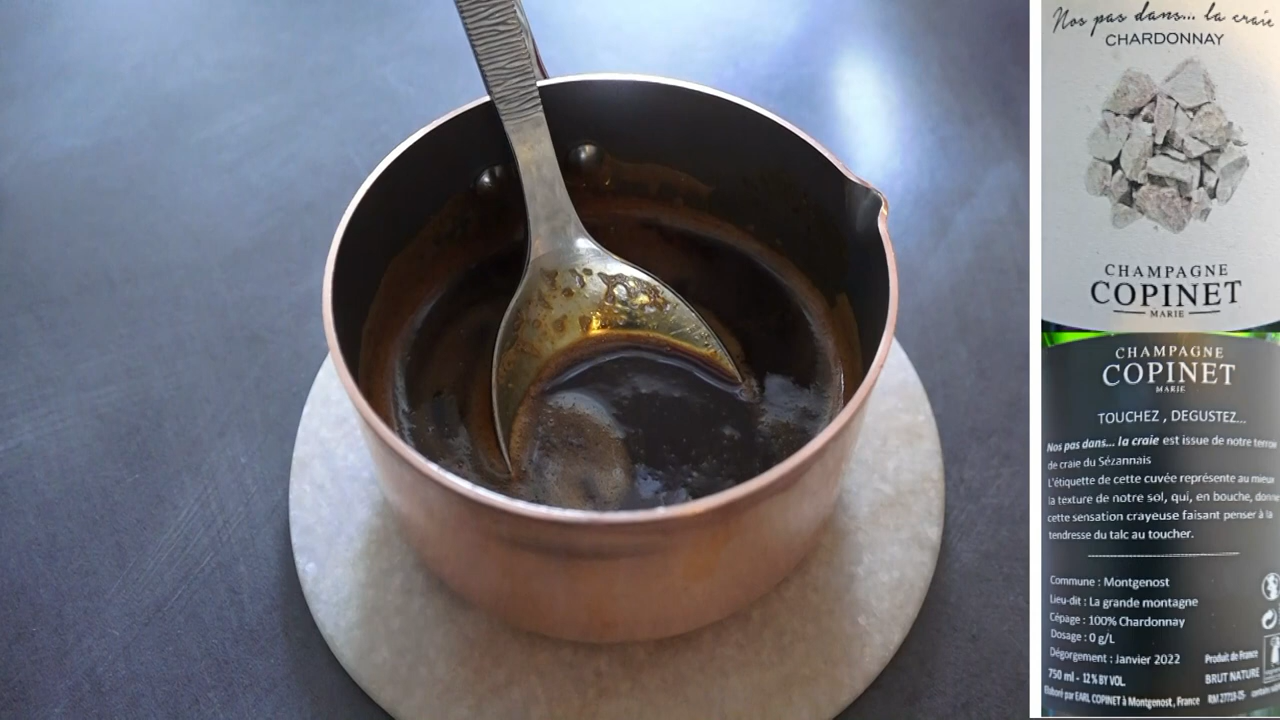 Nos pas dans... la craie
CHARDONNAY
CHAMPAGNE
COPINET
MARIE
CHAMPAGNE
COPINET
MARIE
TOUCHEZ , DEGUSTEZ...
Nos pas dans... la craie est issue de notre
de craie du Sézannais
L'étiquette de cette cuvée représente au mieux
la texture de notre sol, qui, en bouche,
cette sensation crayeuse faisant penser à la
tendresse du talc au toucher.
Commune : Montgenost
Lieu-dit : La grande montagne
Cépage : 100% Chardonnay
Dosage : 0 g/L
Dégorgement : Janvier 2022
Produit de France
750 ml - 12% BY VOL.
BRUT NATURE
Elaboré par EARL COPINET à Montgenost, France